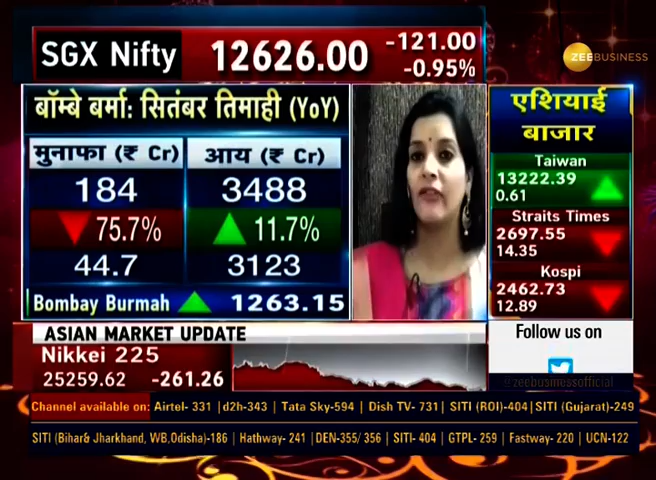 SGX Nifty 12626.00 -121.00
-0.95%
ZEEBUSINESS
बॉम्बे बर्मा: सितंबर तिमाही (YoY)
मुनाफा (₹ Cr) आय (₹ Cr)
184 3488
75.7% 11.7%
44.7 3123
Bombay Burmah 1263.15
एशियाई
बाजार
Taiwan
13222.39
0.61
Straits Times
2697.55
14.35
Kospi
2462.73
12.89
ASIAN MARKET UPDATE
Nikkei 225
25259.62 -261.26
Follow us on
@zeebusinessofficial
Channel available on: Airtel- 331 | d2h-343 | Tata Sky-594 | Dish TV- 731 | SITI (ROI)-404 | SITI (Gujarat)-249
SITI (Bihar& Jharkhand, WB,Odisha)-186 | Hathway- 241 | DEN-355/ 356 | SITI- 404 | GTPL- 259 | Fastway- 220 | UCN-122